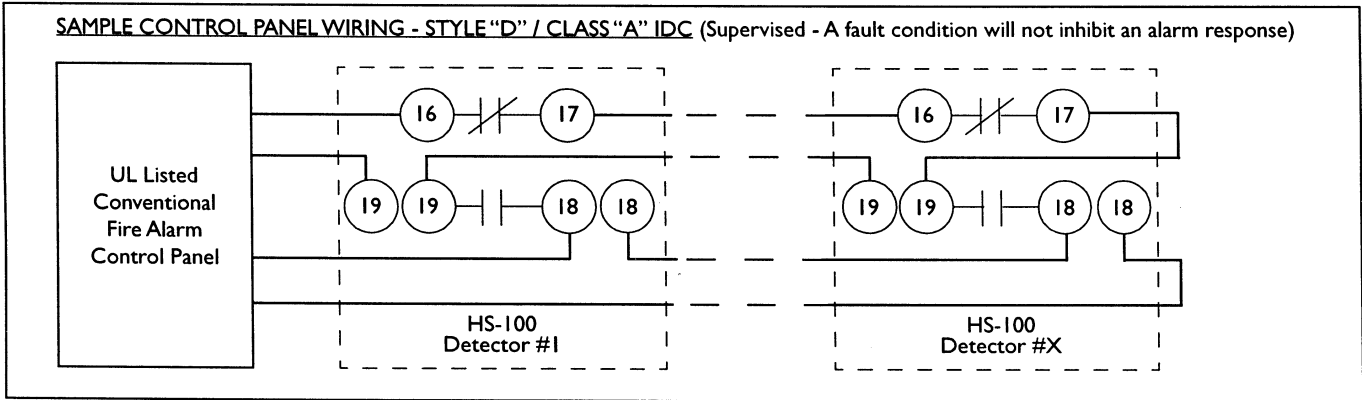 SAMPLE CONTROL PANEL WIRING - STYLE "D" / CLASS "A" IDC (Supervised - A fault condition will not inhibit an alarm response)
16 17 16 17
UL Listed
Conventional
Fire Alarm
Control Panel
19 19 18 18 19 19 18 18
HS-100
Detector #1
HS-100
Detector #X